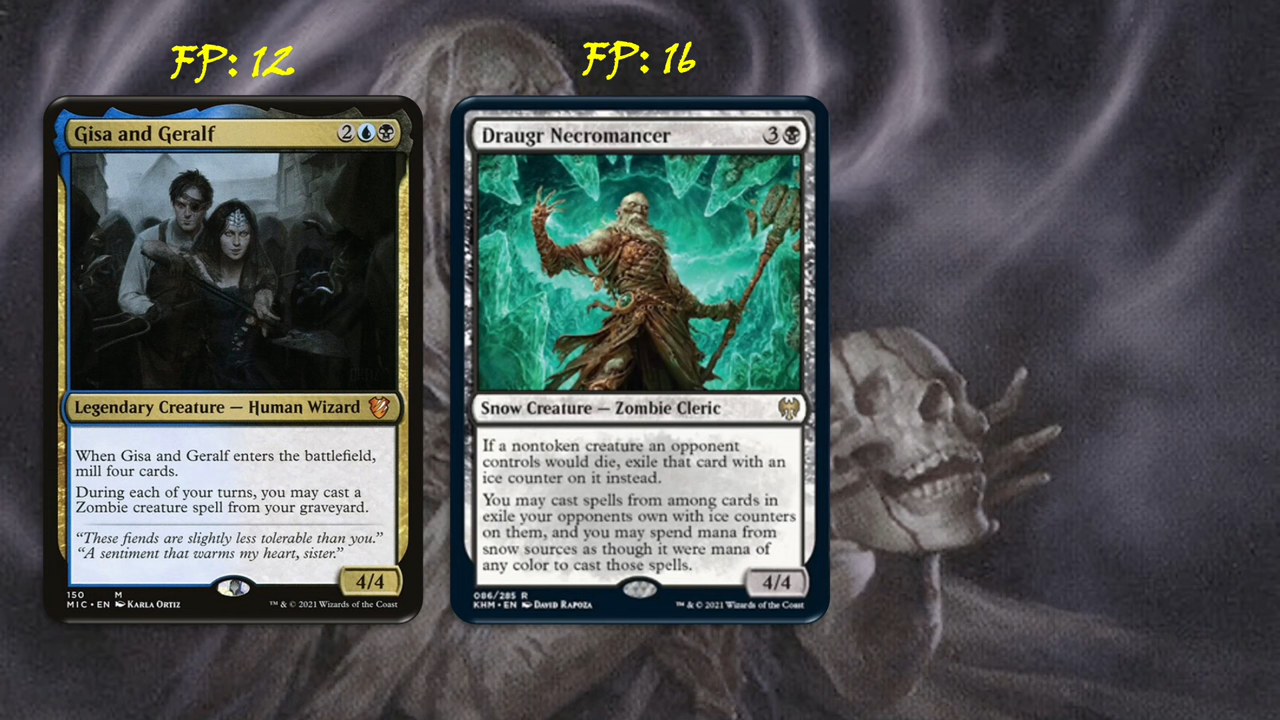 FP: 12
FP: 16
Gisa and Geralf 2
Legendary Creature — Human Wizard
When Gisa and Geralf enters the battlefield,
mill four cards.
During each of your turns, you may cast a
Zombie creature spell from your graveyard.
“These fiends are slightly less tolerable than you.”
“A sentiment that warms my heart, sister.”
4/4
150 M
MIC • EN Karla Ortiz
™ & © 2021 Wizards of the Coast
Draugr Necromancer 3
Snow Creature — Zombie Cleric
If a nontoken creature an opponent
controls would die, exile that card with an
ice counter on it instead.
You may cast spells from among cards in
exile your opponents own with ice counters
on them, and you may spend mana from
snow sources as though it were mana of
any color to cast those spells.
4/4
086/285 R
KHM • EN David Rapoza
™ & © 2021 Wizards of the Coast